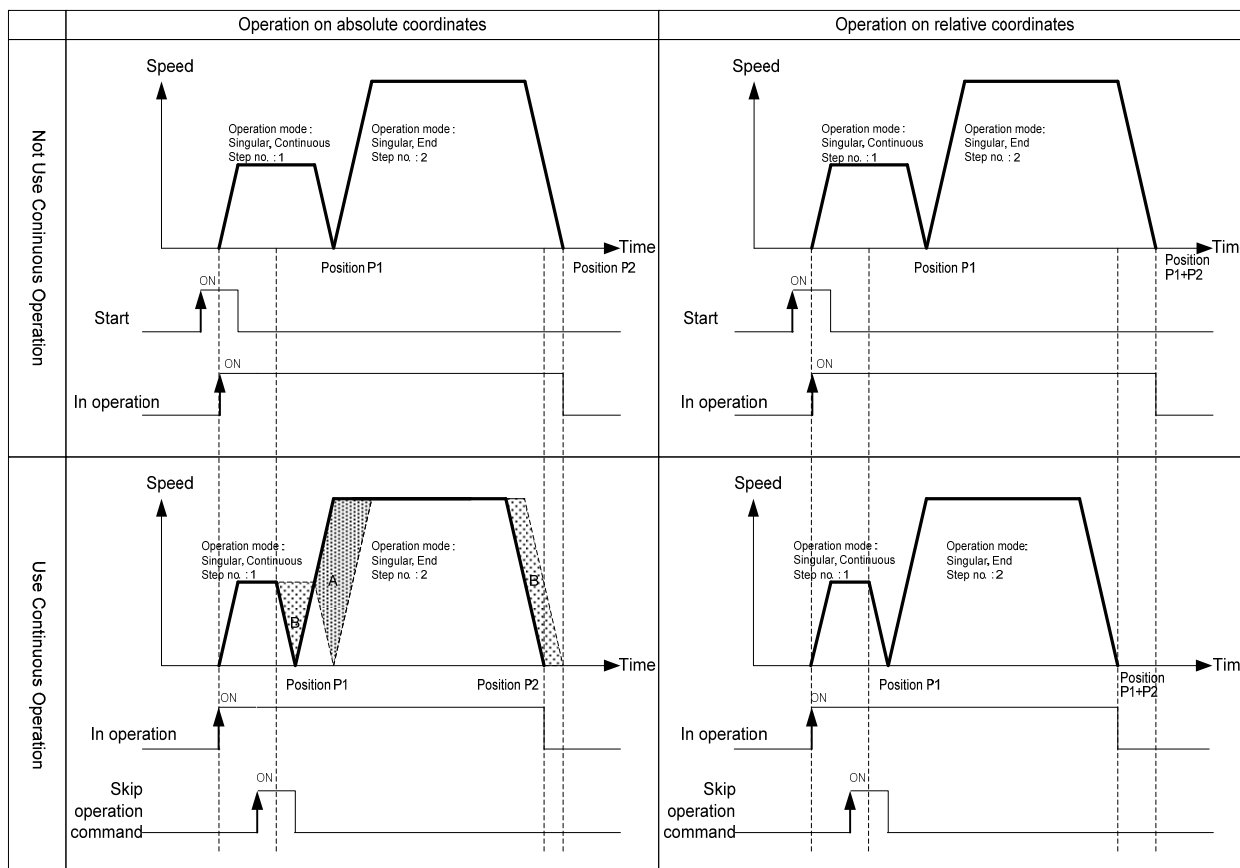 Operation on absolute coordinates
Operation on relative coordinates
Not Use Coninuous Operation
Speed
Operation mode :
Singular, Continuous
Step no. : 1
Operation mode :
Singular, End
Step no. : 2
Time
Position P1
Position P2
ON
Start
ON
In operation
Speed
Operation mode :
Singular, Continuous
Step no. : 1
Operation mode:
Singular, End
Step no. : 2
Tim
Position P1
Position
P1+P2
ON
Start
ON
In operation
Use Continuous Operation
Speed
Operation mode :
Singular, Continuous
Step no. : 1
Operation mode :
Singular, End
Step no. : 2
A
B
B
Time
Position P1
Position P2
ON
In operation
ON
Skip
operation
command
Speed
Operation mode :
Singular, Continuous
Step no. : 1
Operation mode:
Singular, End
Step no. : 2
Tim
Position P1
Position
P1+P2
ON
In operation
ON
Skip
operation
command